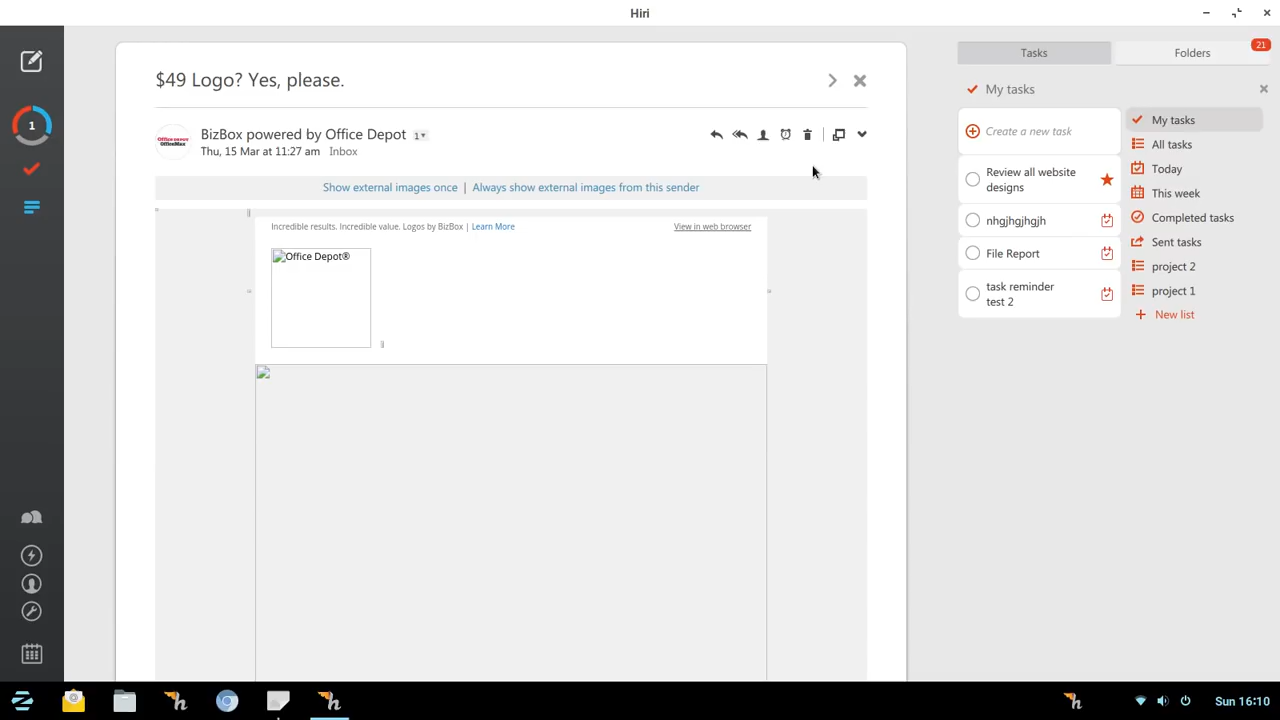 Hiri
$49 Logo? Yes, please.
BizBox powered by Office Depot 1
Thu, 15 Mar at 11:27 am Inbox
Show external images once | Always show external images from this sender
Incredible results. Incredible value. Logos by BizBox | Learn More
View in web browser
Office Depot®
Office DEPOT
OfficeMax
1
Tasks
Folders
21
My tasks
Create a new task
Review all website
designs
nhgjhgjhgjh
File Report
task reminder
test 2
My tasks
All tasks
Today
This week
Completed tasks
Sent tasks
project 2
project 1
New list
Sun 16:10